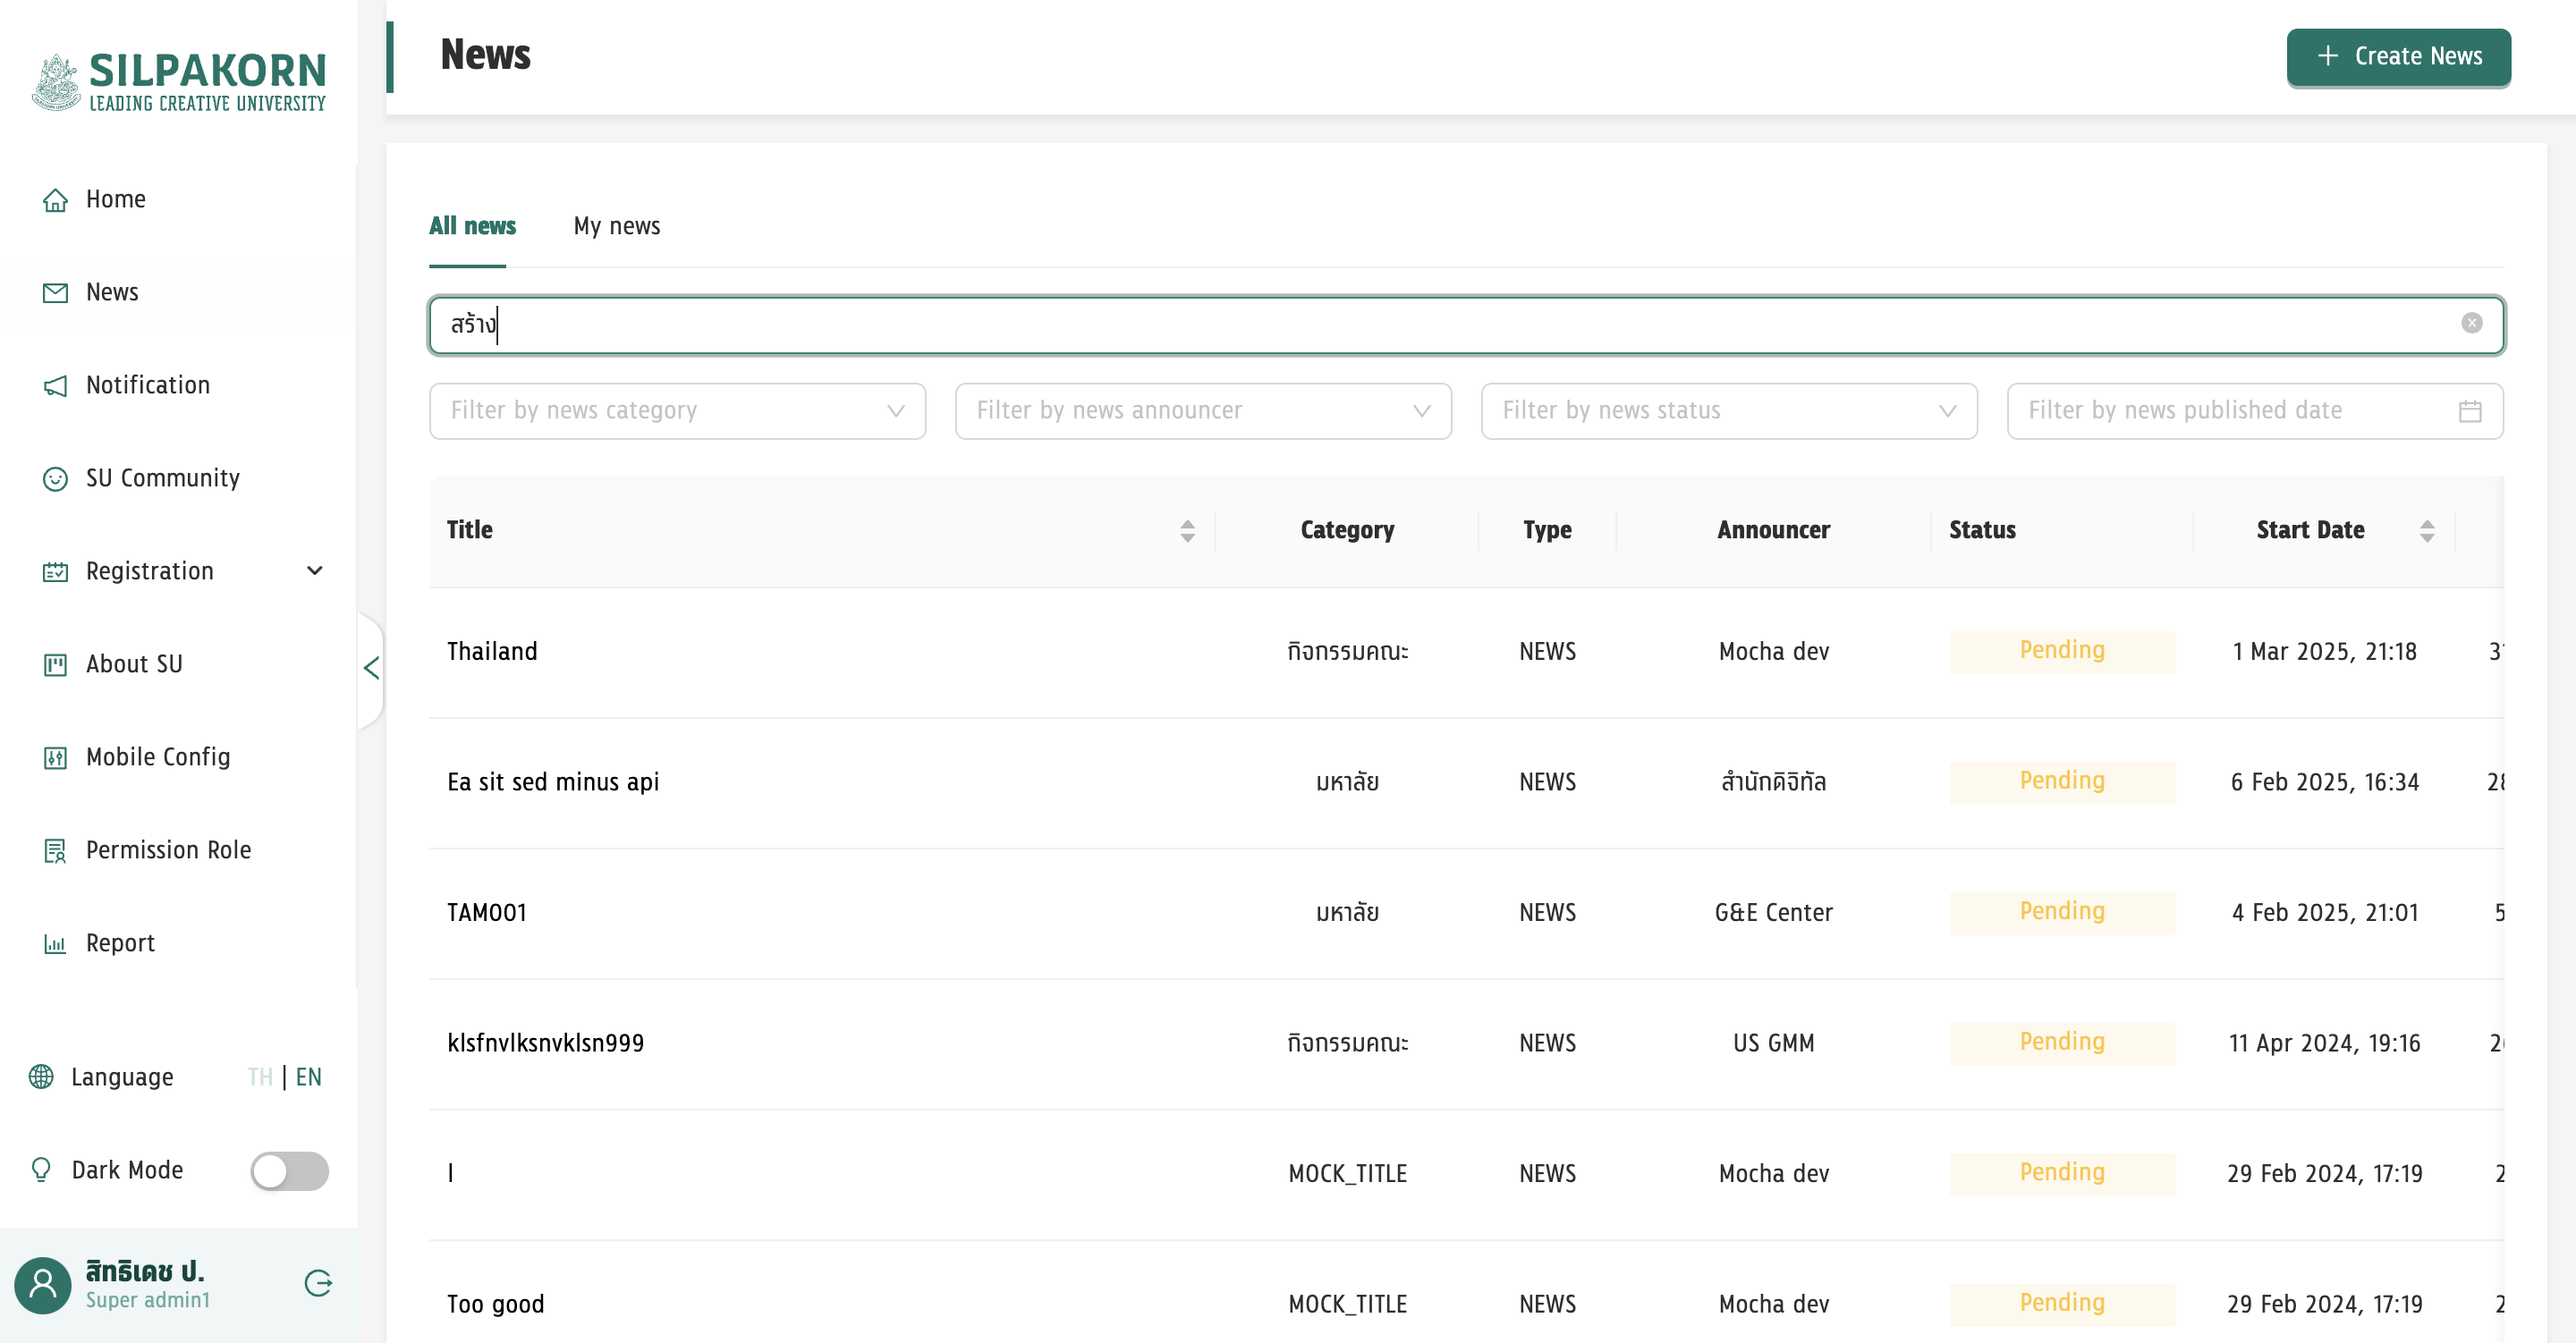 SILPAKORN
LEADING CREATIVE UNIVERSITY
Home
News
Notification
SU Community
Registration
About SU
Mobile Config
Permission Role
Report
Language TH | EN
Dark Mode
สิทธิเดช ป.
Super admin1
News
+ Create News
All news My news
สร้าง
Filter by news category Filter by news announcer Filter by news status Filter by news published date
Title Category Type Announcer Status Start Date
Thailand กิจกรรมคณะ NEWS Mocha dev Pending 1 Mar 2025, 21:18
Ea sit sed minus api มหาลัย NEWS สำนักดิจิทัล Pending 6 Feb 2025, 16:34
TAM001 มหาลัย NEWS G&E Center Pending 4 Feb 2025, 21:01
klsfnvlksnvklsn999 กิจกรรมคณะ NEWS US GMM Pending 11 Apr 2024, 19:16
MOCK_TITLE NEWS Mocha dev Pending 29 Feb 2024, 17:19
Too good MOCK_TITLE NEWS Mocha dev Pending 29 Feb 2024, 17:19